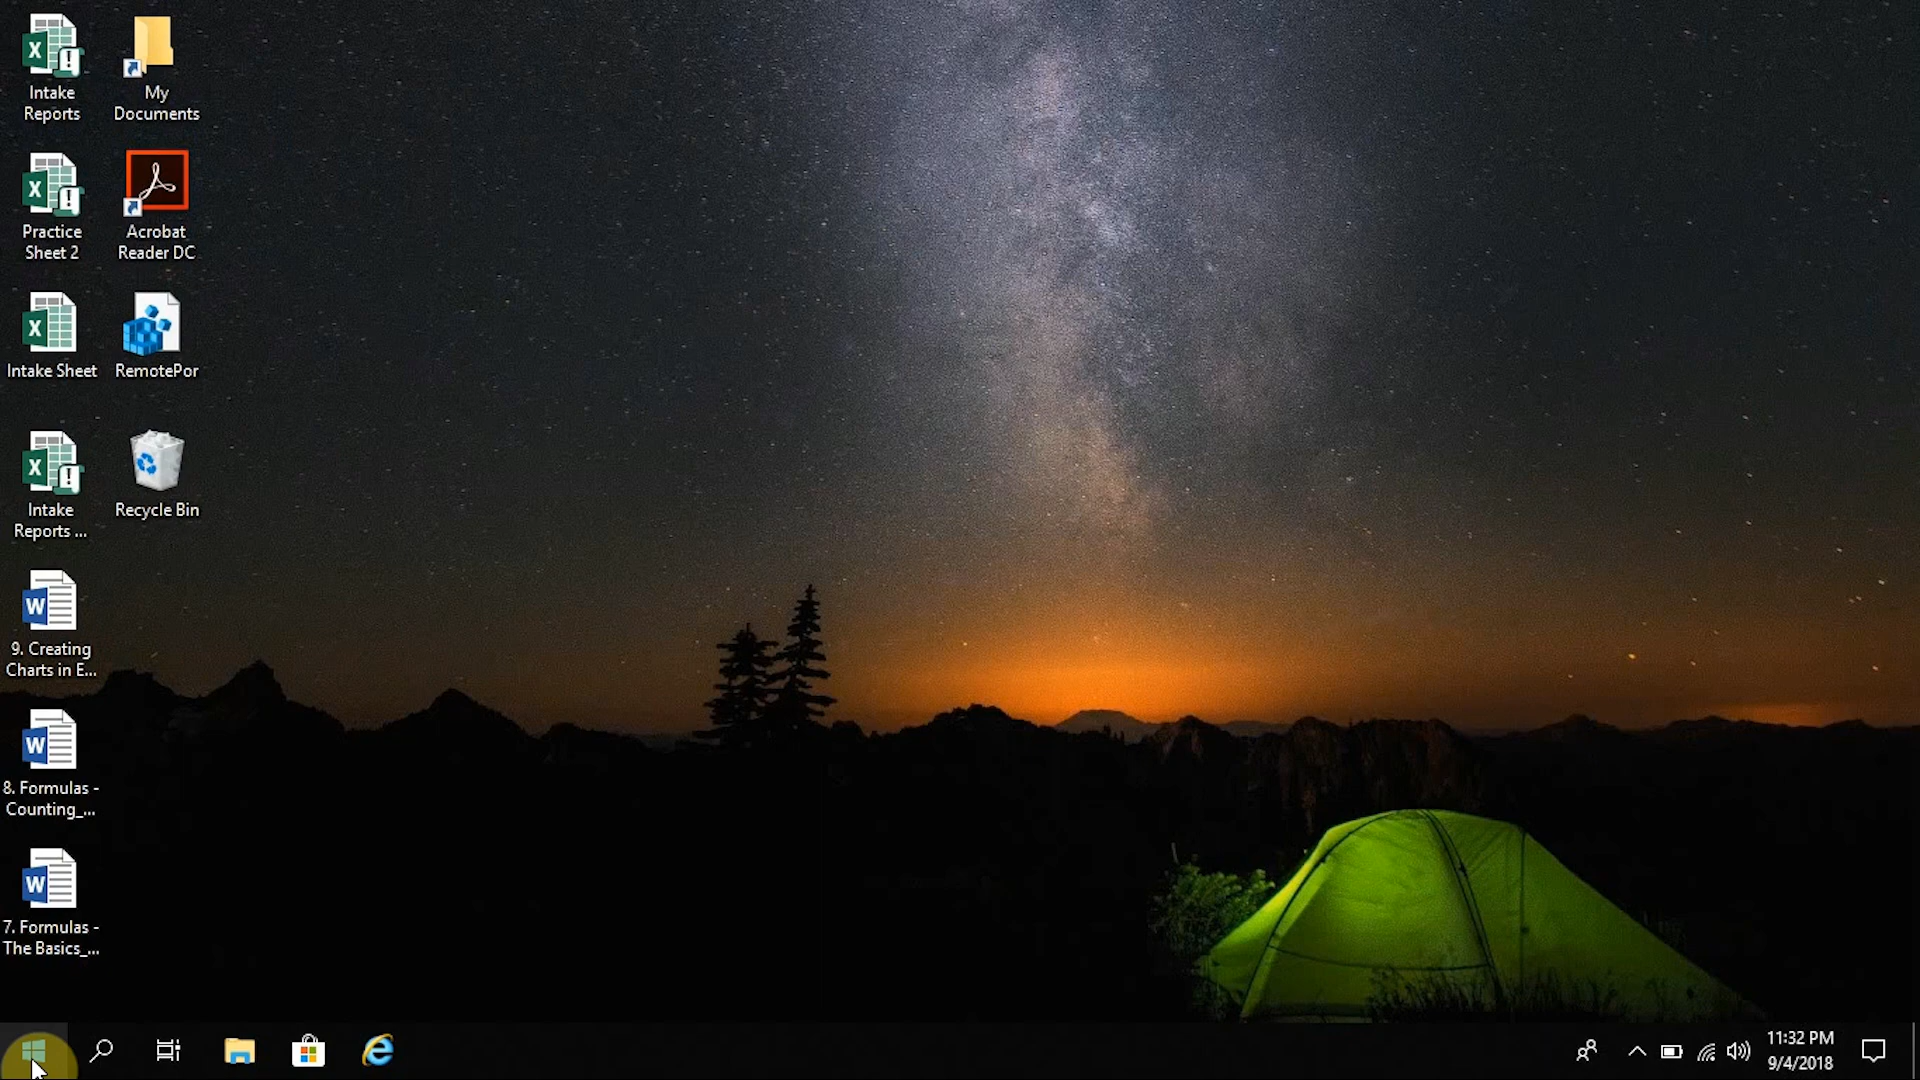 Intake
Reports
My
Documents
Practice
Sheet 2
Acrobat
Reader DC
Intake Sheet
RemotePor
Intake
Reports ...
Recycle Bin
9. Creating
Charts in E...
8. Formulas -
Counting_...
7. Formulas -
The Basics_...
11:32 PM
9/4/2018